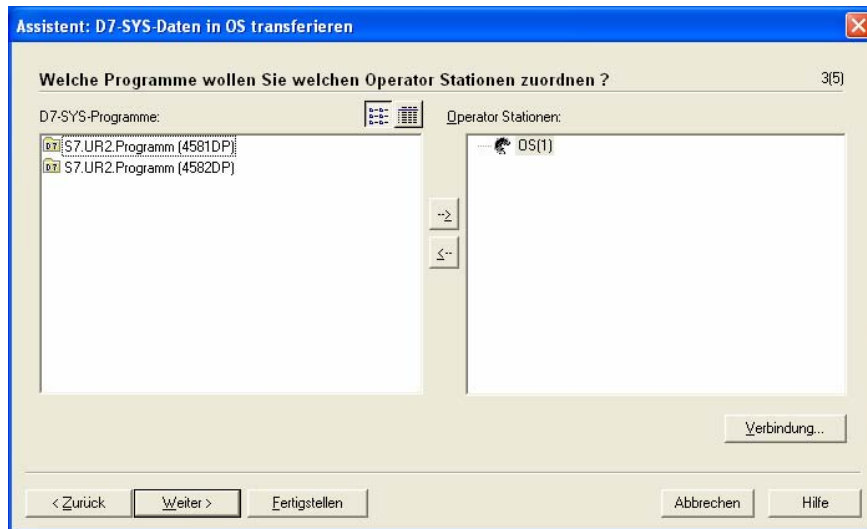 Assistent: D7-SYS-Daten in OS transferieren
Welche Programme wollen Sie welchen Operator Stationen zuordnen ?
3(5)
D7-SYS-Programme:
Operator Stationen:
D7 S7.UR2.Programm (4581DP)
D7 S7.UR2.Programm (4582DP)
OS(1)
-->
<--
Verbindung...
< Zurück
Weiter >
Fertigstellen
Abbrechen
Hilfe